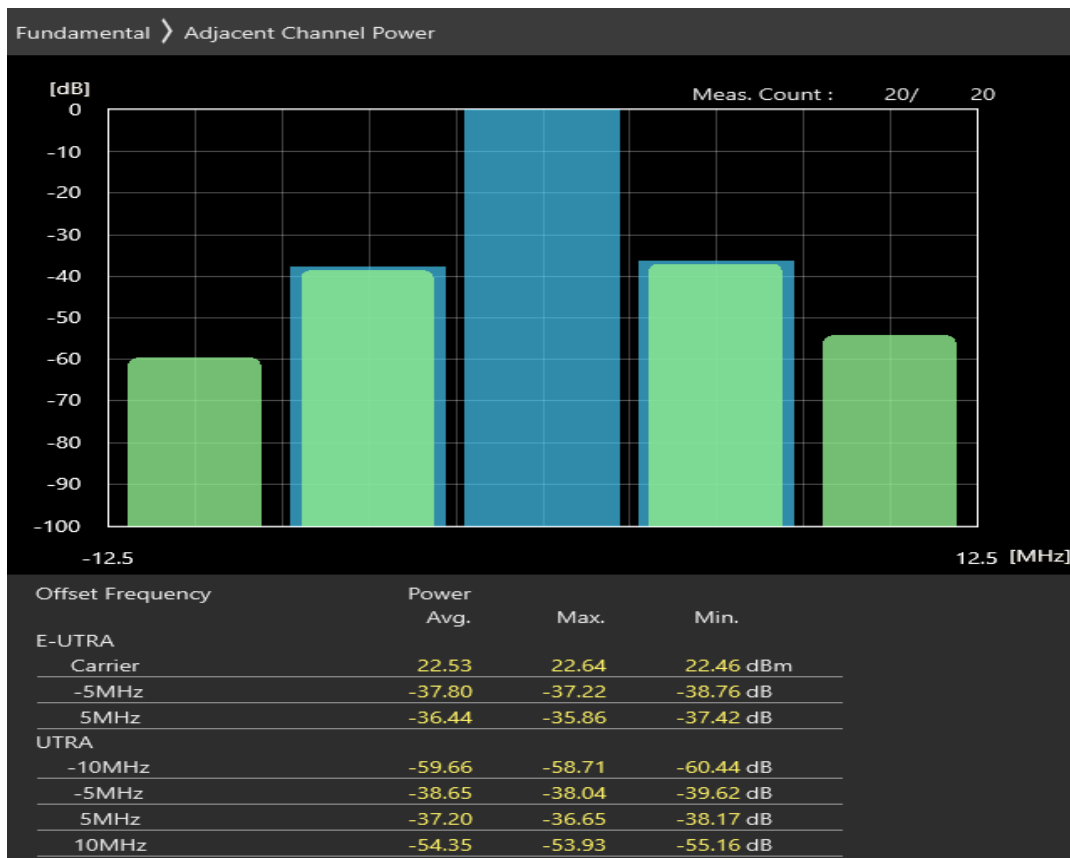 Fundamental 〉 Adjacent Channel Power
[dB]
Meas. Count : 20/ 20
0
-10
-20
-30
-40
-50
-60
-70
-80
-90
-100
-12.5 12.5 [MHz]
Offset Frequency Power
Avg. Max. Min.
E-UTRA
Carrier 22.53 22.64 22.46 dBm
-5MHz -37.80 -37.22 -38.76 dB
5MHz -36.44 -35.86 -37.42 dB
UTRA
-10MHz -59.66 -58.71 -60.44 dB
-5MHz -38.65 -38.04 -39.62 dB
5MHz -37.20 -36.65 -38.17 dB
10MHz -54.35 -53.93 -55.16 dB